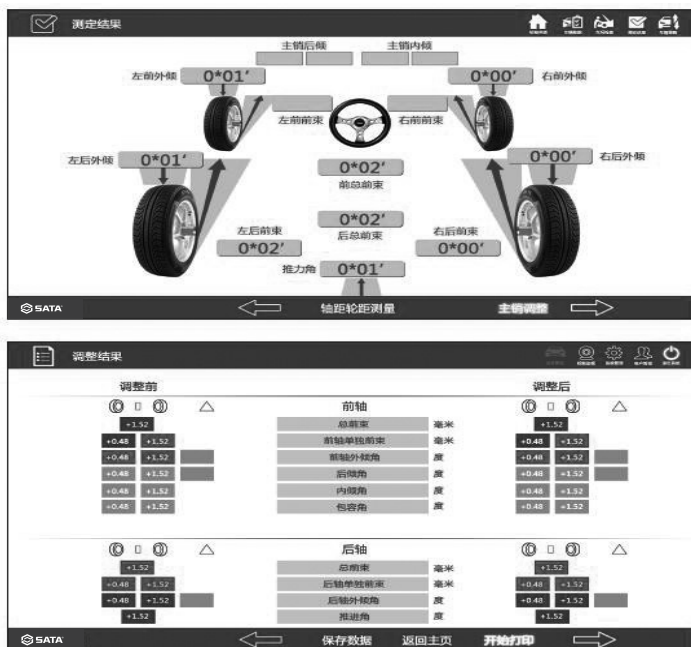 测定结果
主销后倾 主销内倾
左前外倾 0*01′ 0*00′ 右前外倾
左前前束 右前前束
左后外倾 0*01′ 0*00′ 右后外倾
0*02′
前总前束
左后前束 0*02′ 右后前束
0*02′ 后总前束 0*00′
推力角 0*01′
SATA 轴距轮距测量 主销调整
调整结果
调整前 调整后
前轴
+1.52 总前束 毫米 +1.52
+0.48 +1.52 前轴单独前束 毫米 +0.48 +1.52
+0.48 +1.52 前轴外倾角 度 +0.48 +1.52
+0.48 +1.52 后倾角 度 +0.48 +1.52
+0.48 +1.52 内倾角 度 +0.48 +1.52
+0.48 +1.52 包容角 度 +0.48 +1.52
后轴
+1.52 总前束 毫米 +1.52
+0.48 +1.52 后轴单独前束 毫米 +0.48 +1.52
+0.48 +1.52 后轴外倾角 度 +0.48 +1.52
+1.52 推进角 度 +1.52
SATA 保存数据 返回主页 开始打印